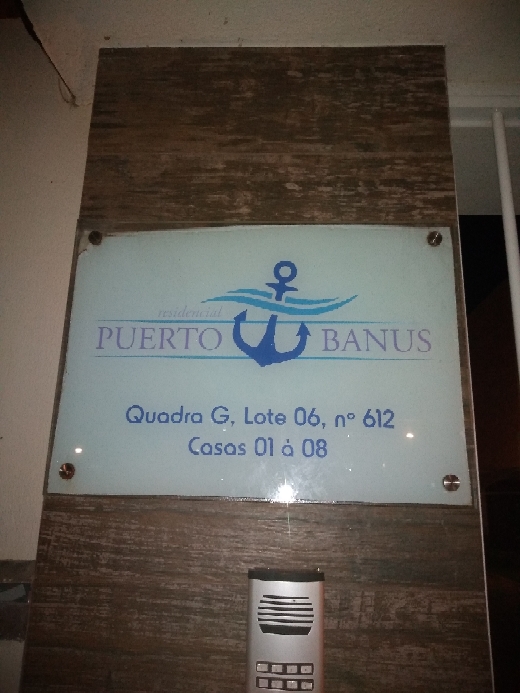 residencial
PUERTO BANUS
Quadra G, Lote 06, nº 612
Casas 01 à 08